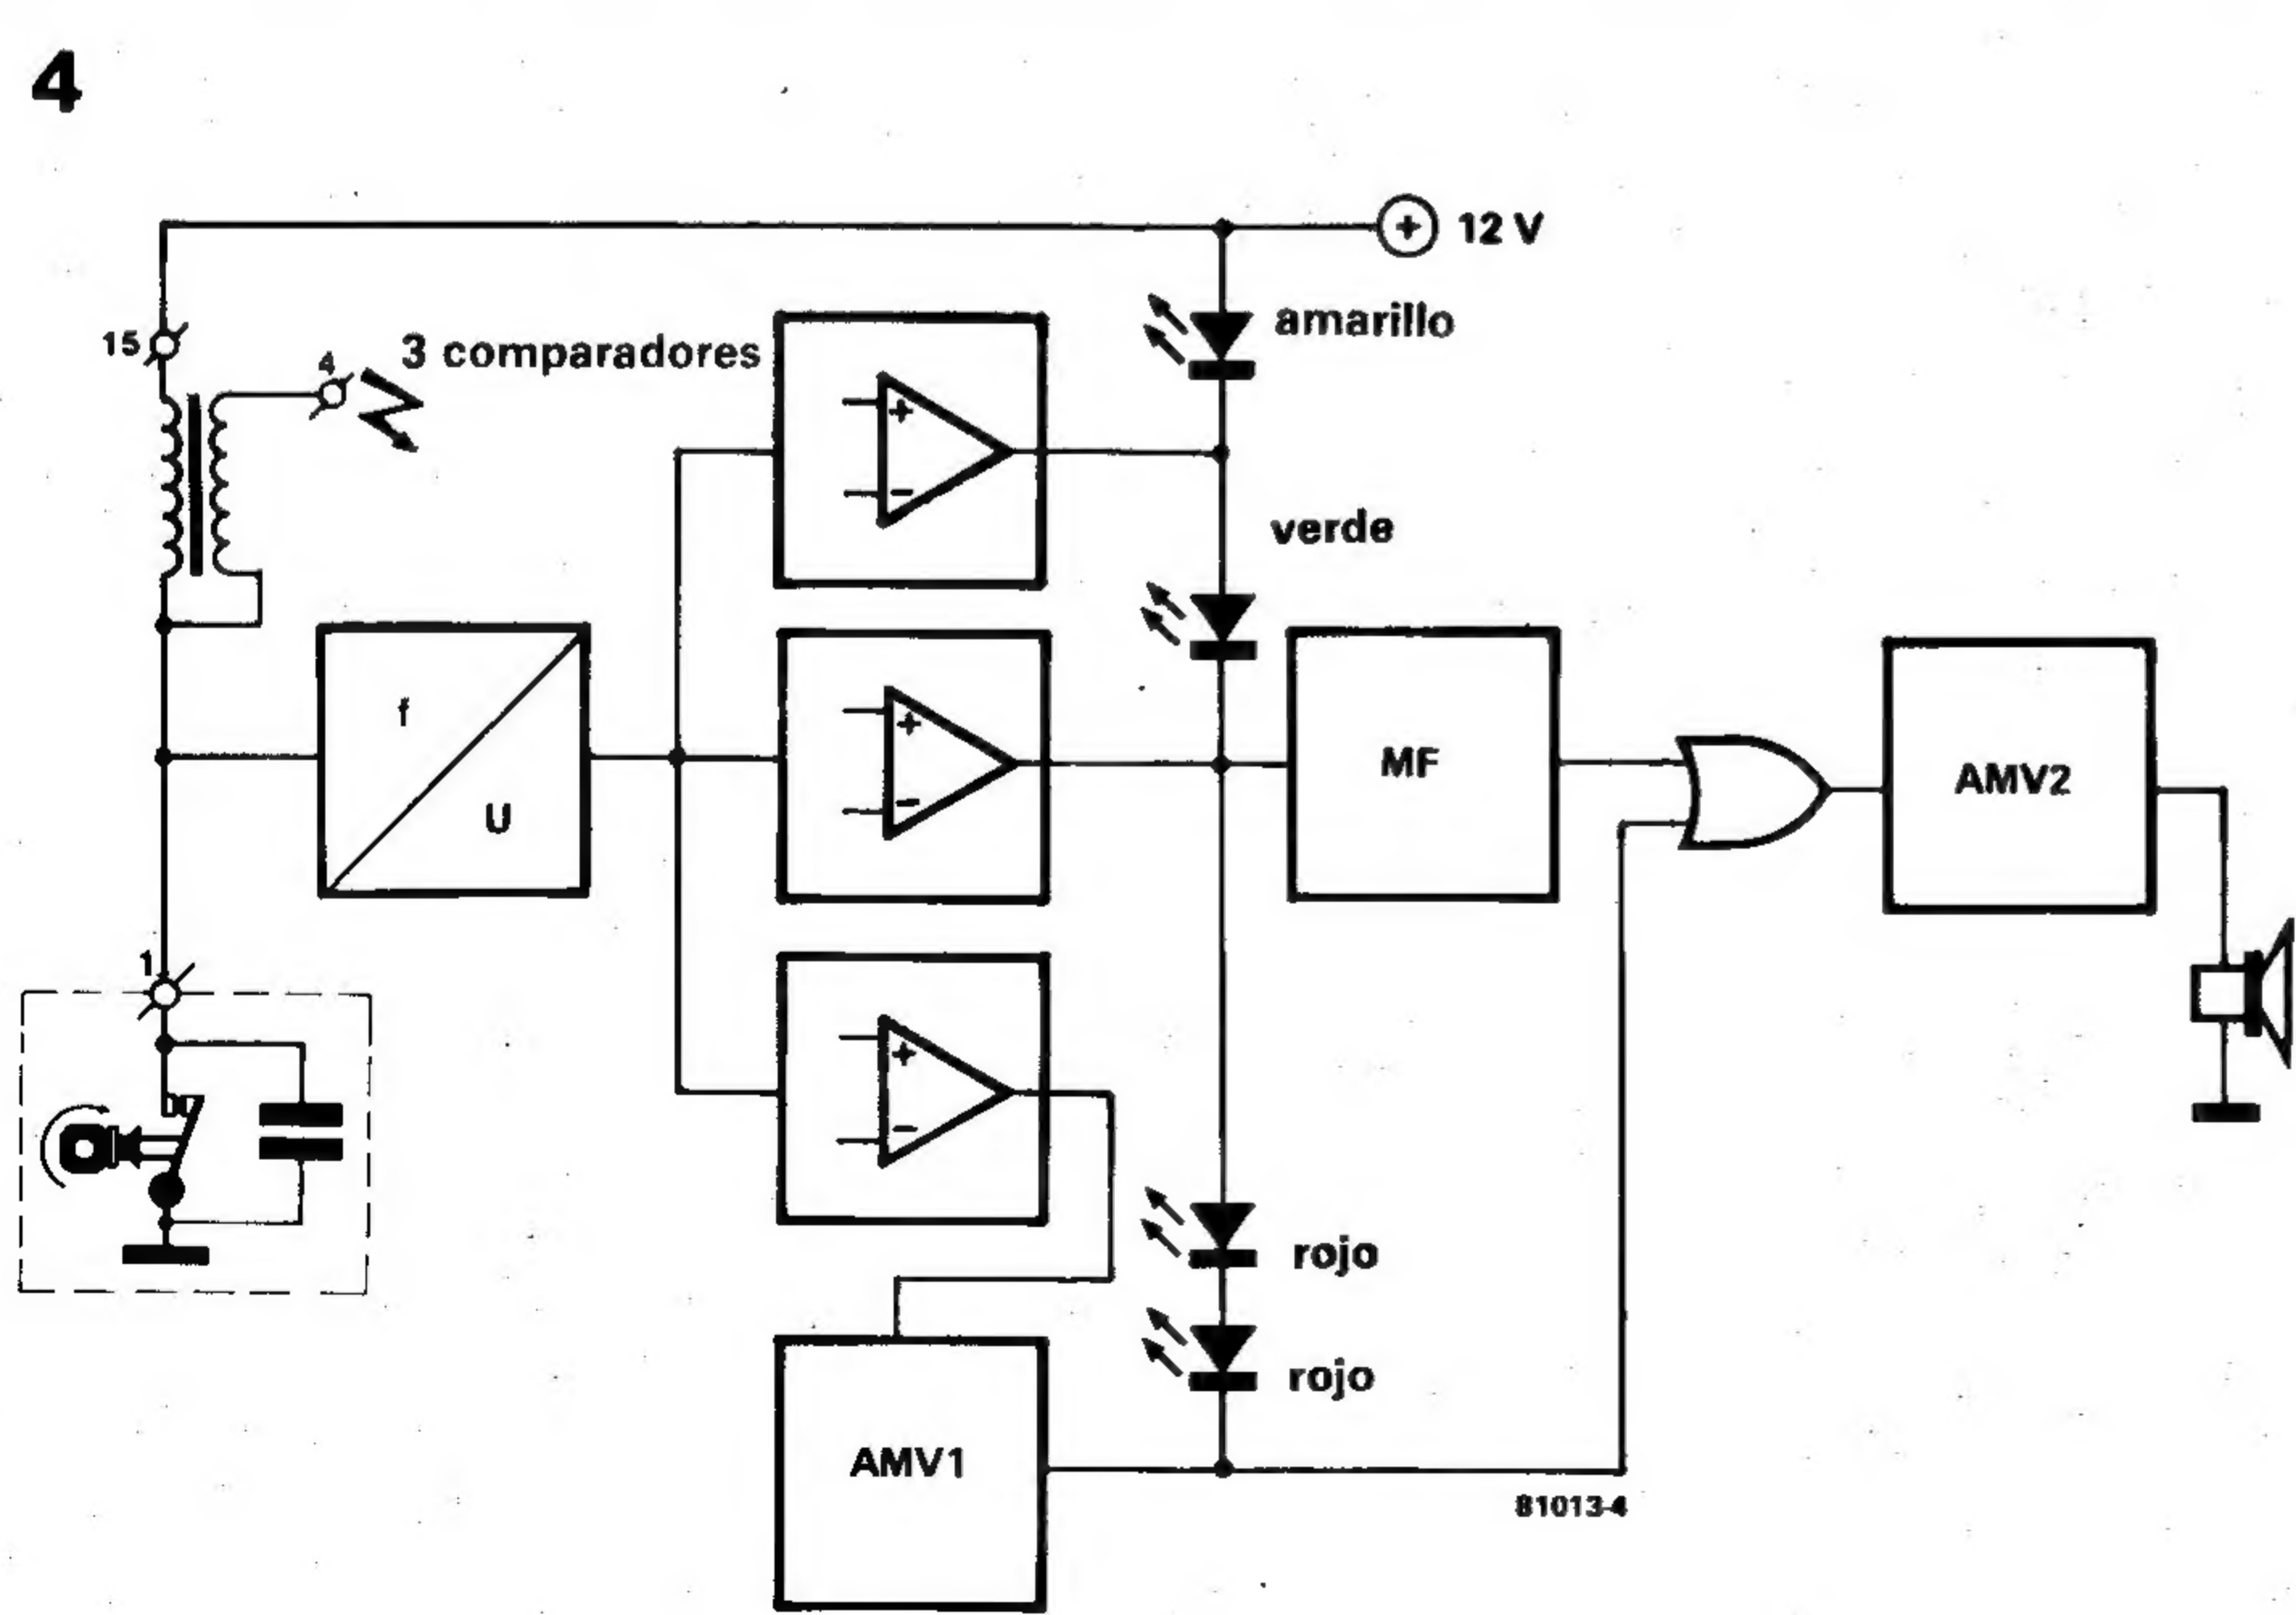 4
12 V
amarillo
15
4
3 comparadores
+
−
verde
f
U
+
−
MF
AMV2
1
+
−
rojo
rojo
AMV1
81013-4